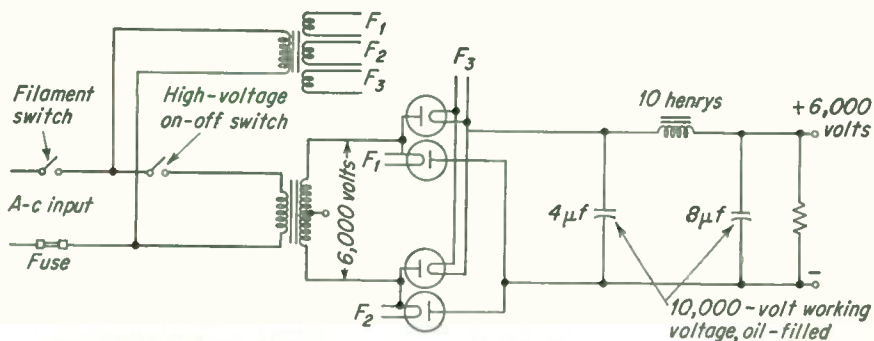 F1
F2
F3
F3
Filament
switch
High-voltage
on-off switch
10 henrys
+6,000
volts
F1
6,000 volts
A-c input
4μf
8μf
Fuse
F2
-
10,000-volt working
voltage, oil-filled